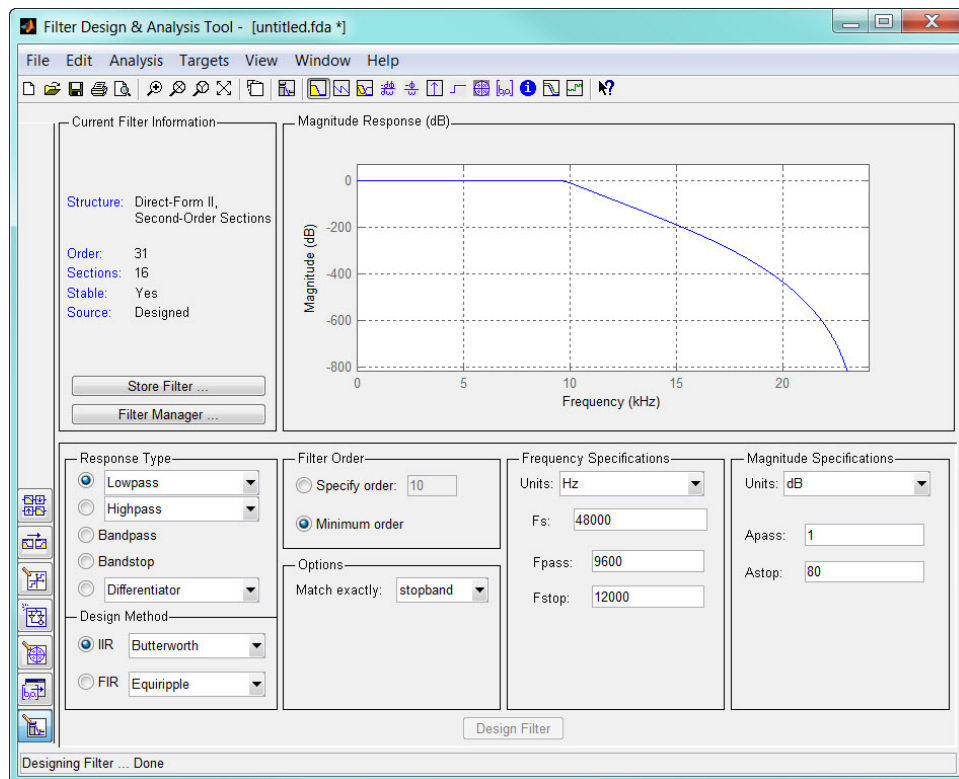 Filter Design & Analysis Tool - [untitled.fda *]
File Edit Analysis Targets View Window Help
Current Filter Information
Structure: Direct-Form II,
Second-Order Sections
Order: 31
Sections: 16
Stable: Yes
Source: Designed
Store Filter ...
Filter Manager ...
Magnitude Response (dB)
Magnitude (dB)
0
-200
-400
-600
-800
0 5 10 15 20
Frequency (kHz)
Response Type
Lowpass
Highpass
Bandpass
Bandstop
Differentiator
Design Method
IIR Butterworth
FIR Equiripple
Filter Order
Specify order: 10
Minimum order
Options
Match exactly: stopband
Frequency Specifications
Units: Hz
Fs: 48000
Fpass: 9600
Fstop: 12000
Magnitude Specifications
Units: dB
Apass: 1
Astop: 80
Design Filter
Designing Filter ... Done